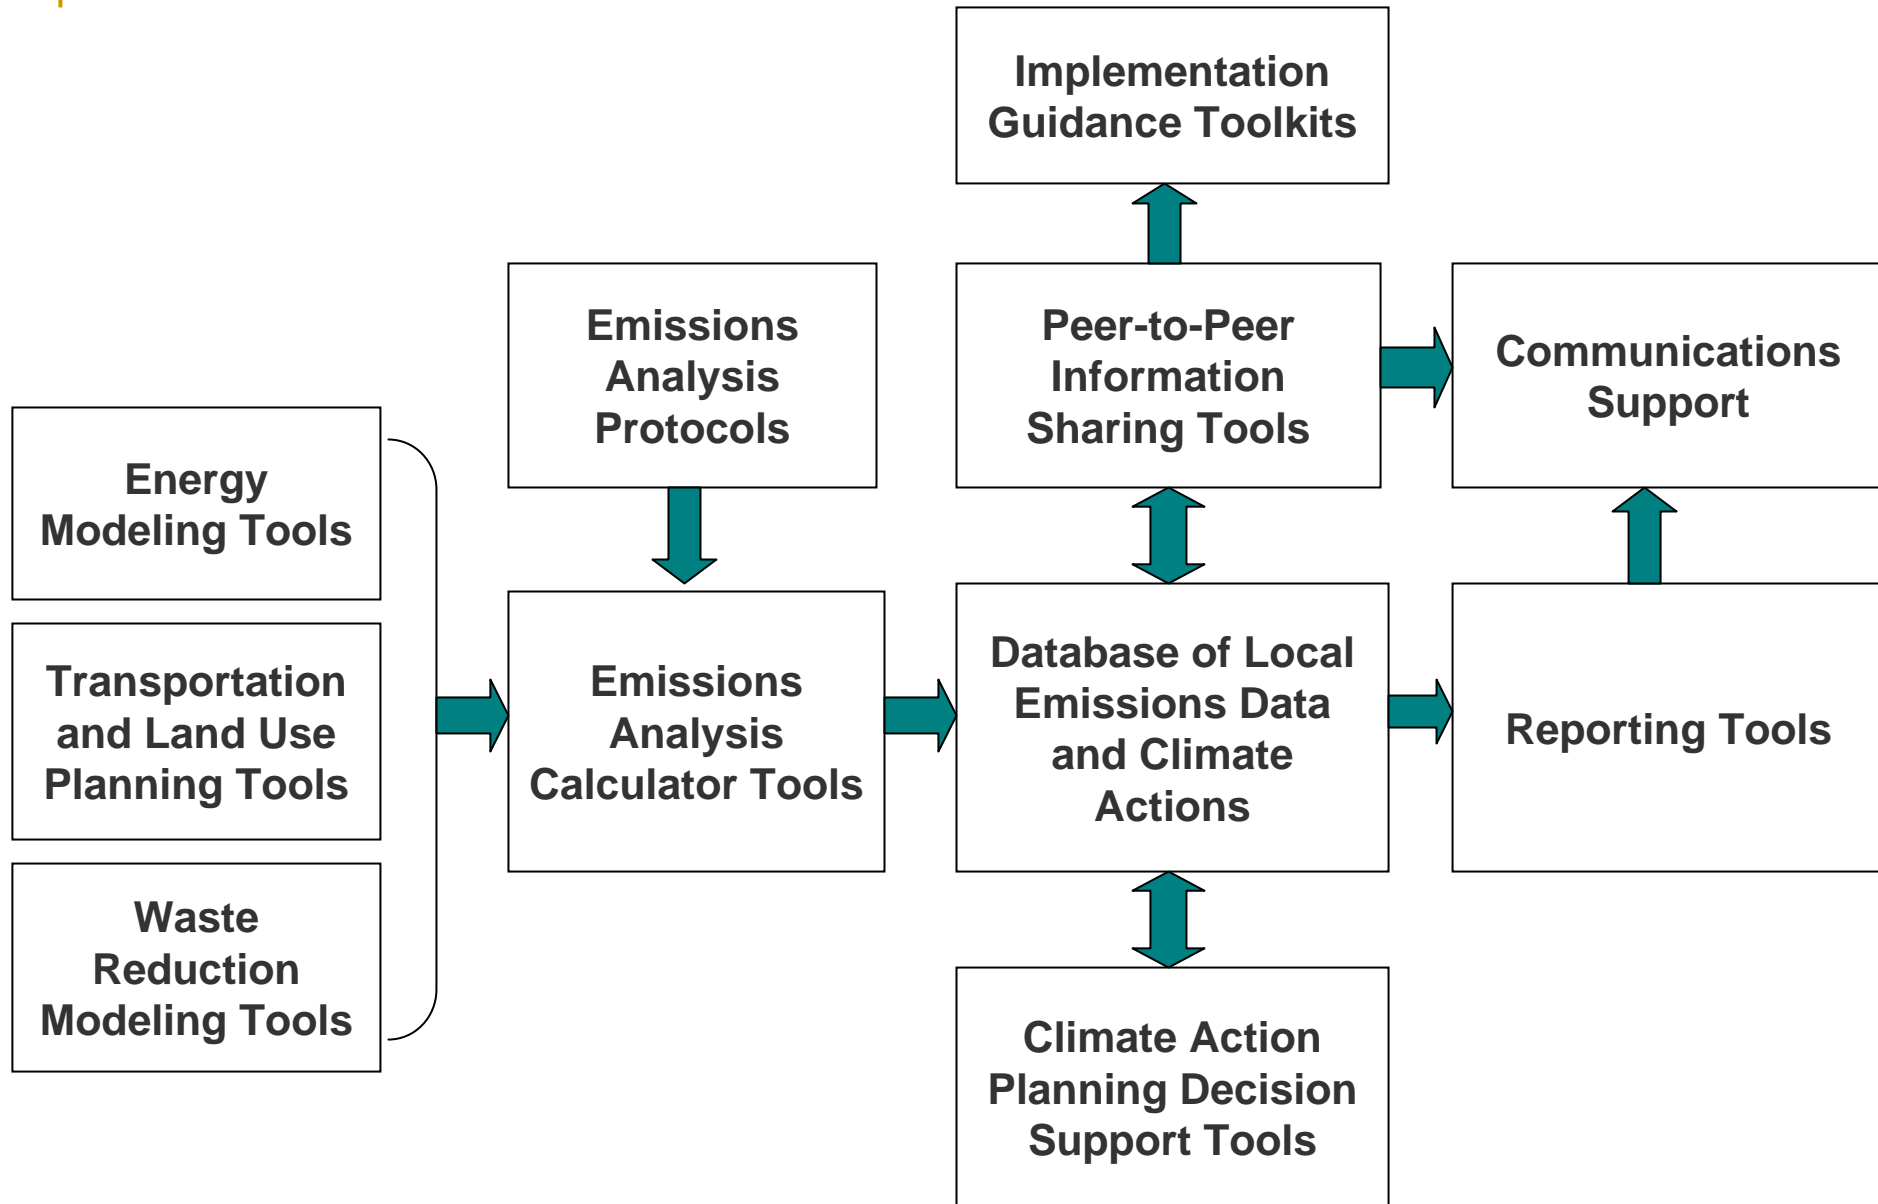 Implementation
Guidance Toolkits
Emissions
Analysis
Protocols
Peer-to-Peer
Information
Sharing Tools
Communications
Support
Energy
Modeling Tools
Transportation
and Land Use
Planning Tools
Waste
Reduction
Modeling Tools
Emissions
Analysis
Calculator Tools
Database of Local
Emissions Data
and Climate
Actions
Reporting Tools
Climate Action
Planning Decision
Support Tools